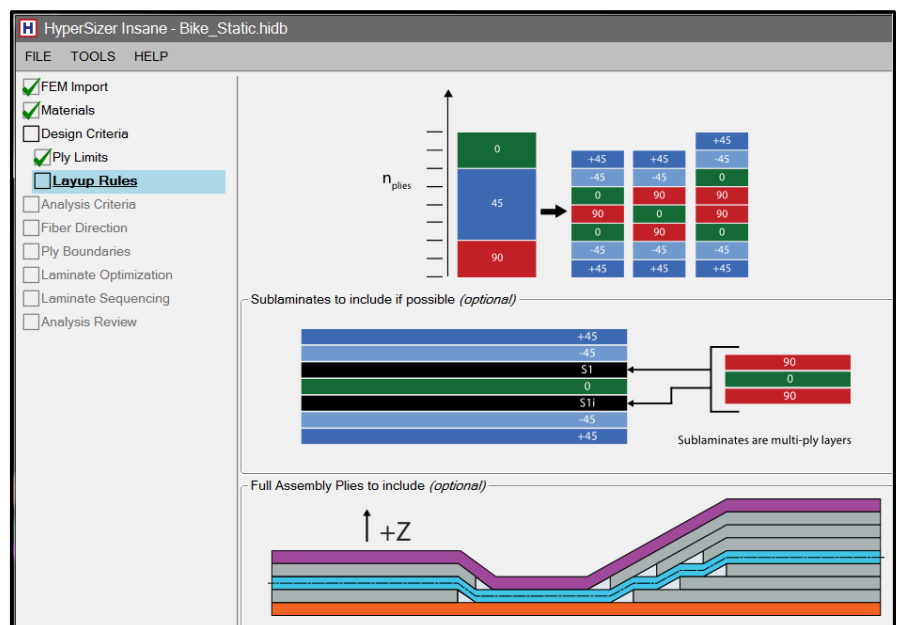 HyperSizer Insane - Bike_Static.hidb
FILE TOOLS HELP
FEM Import
Materials
Design Criteria
Ply Limits
Layup Rules
Analysis Criteria
Fiber Direction
Ply Boundaries
Laminate Optimization
Laminate Sequencing
Analysis Review
nplies
0
45
90
+45
-45
0
90
0
-45
+45
+45
-45
90
0
90
-45
+45
+45
-45
0
90
90
0
-45
+45
Sublaminates to include if possible (optional)
+45
-45
S1
0
S1i
-45
+45
90
0
90
Sublaminates are multi-ply layers
Full Assembly Plies to include (optional)
+Z